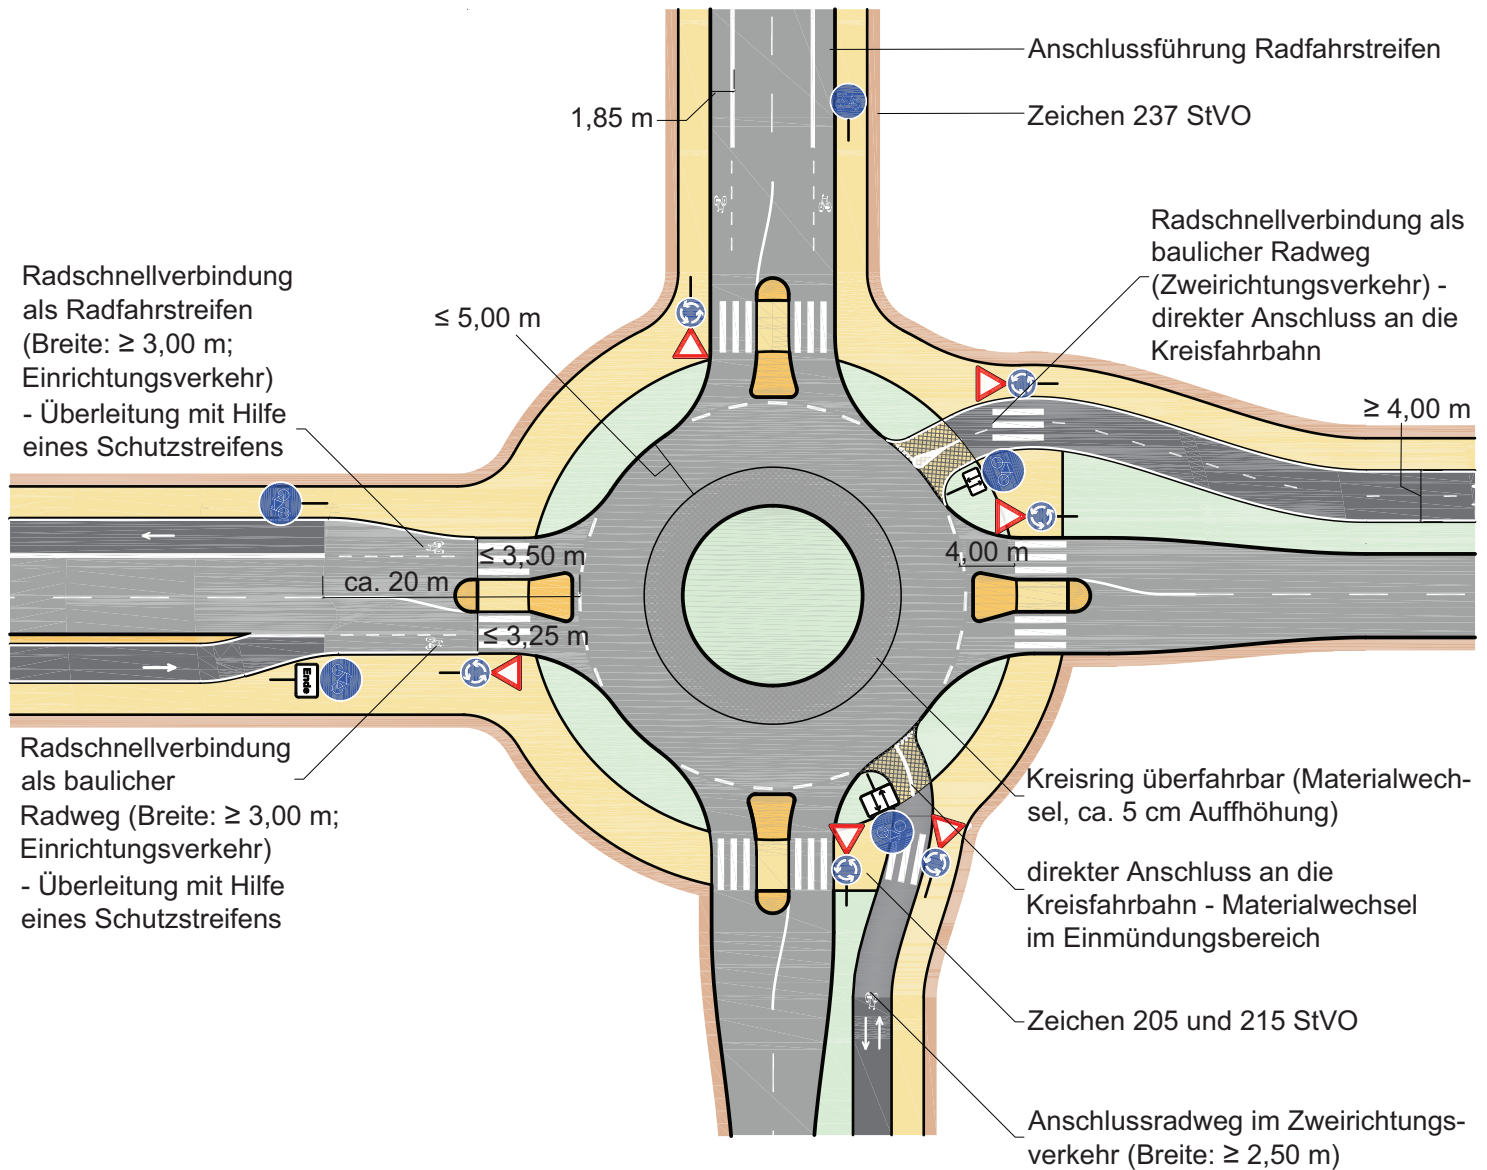 Anschlussführung Radfahrstreifen
1,85 m
Zeichen 237 StVO
Radschnellverbindung als
baulicher Radweg
(Zweirichtungsverkehr) -
direkter Anschluss an die
Kreisfahrbahn
Radschnellverbindung
als Radfahrstreifen
(Breite: ≥ 3,00 m;
Einrichtungsverkehr)
- Überleitung mit Hilfe
eines Schutzstreifens
≤ 5,00 m
≥ 4,00 m
≤ 3,50 m
4,00 m
ca. 20 m
≤ 3,25 m
Ende
Radschnellverbindung
als baulicher
Radweg (Breite: ≥ 3,00 m;
Einrichtungsverkehr)
- Überleitung mit Hilfe
eines Schutzstreifens
Kreisring überfahrbar (Materialwech-
sel, ca. 5 cm Auffhöhung)
direkter Anschluss an die
Kreisfahrbahn - Materialwechsel
im Einmündungsbereich
Zeichen 205 und 215 StVO
Anschlussradweg im Zweirichtungs-
verkehr (Breite: ≥ 2,50 m)